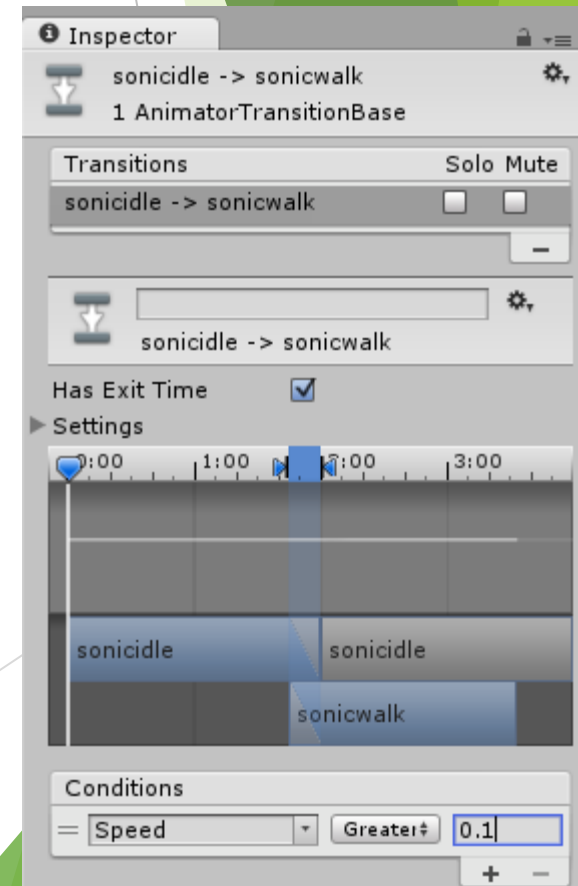 Inspector
sonicidle -> sonicwalk
1 AnimatorTransitionBase
Transitions Solo Mute
sonicidle -> sonicwalk
sonicidle -> sonicwalk
Has Exit Time
Settings
0:00 1:00 2:00 3:00
sonicidle sonicidle
sonicwalk
Conditions
Speed Greater 0.1